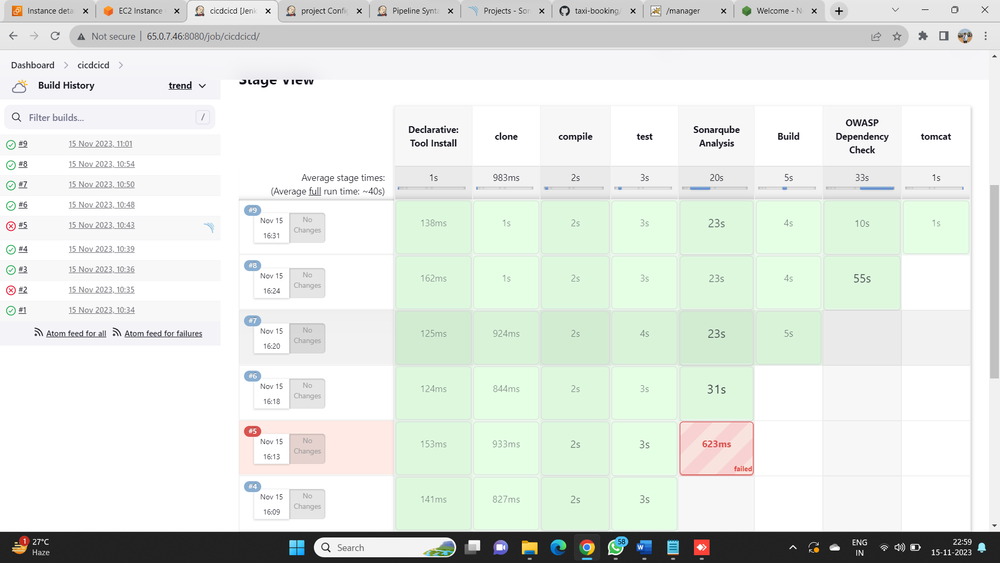 Instance deta
EC2 Instance
cicdcicd [Jenk
project Config
Pipeline Synta
Projects - Son
taxi-booking/
/manager
Welcome - N
Not secure
65.0.7.46:8080/job/cicdcicd/
Dashboard
cicdcicd
Build History
trend
Filter builds...
/
#9 15 Nov 2023, 11:01
#8 15 Nov 2023, 10:54
#7 15 Nov 2023, 10:50
#6 15 Nov 2023, 10:48
#5 15 Nov 2023, 10:43
#4 15 Nov 2023, 10:39
#3 15 Nov 2023, 10:36
#2 15 Nov 2023, 10:35
#1 15 Nov 2023, 10:34
Atom feed for all Atom feed for failures
Stage View
Declarative:
Tool Install
clone
compile
test
Sonarqube
Analysis
Build
OWASP
Dependency
Check
tomcat
Average stage times:
(Average full run time: ~40s)
1s 983ms 2s 3s 20s 5s 33s 1s
#9
Nov 15
16:31
No
Changes
138ms 1s 2s 3s 23s 4s 10s 1s
#8
Nov 15
16:24
No
Changes
162ms 1s 2s 3s 23s 4s 55s
#7
Nov 15
16:20
No
Changes
125ms 924ms 2s 4s 23s 5s
#6
Nov 15
16:18
No
Changes
124ms 844ms 2s 3s 31s
#5
Nov 15
16:13
No
Changes
153ms 933ms 2s 3s 623ms
failed
#4
Nov 15
16:09
No
Changes
141ms 827ms 2s 3s
1
27°C
Haze
Search
58
ENG
IN
22:59
15-11-2023